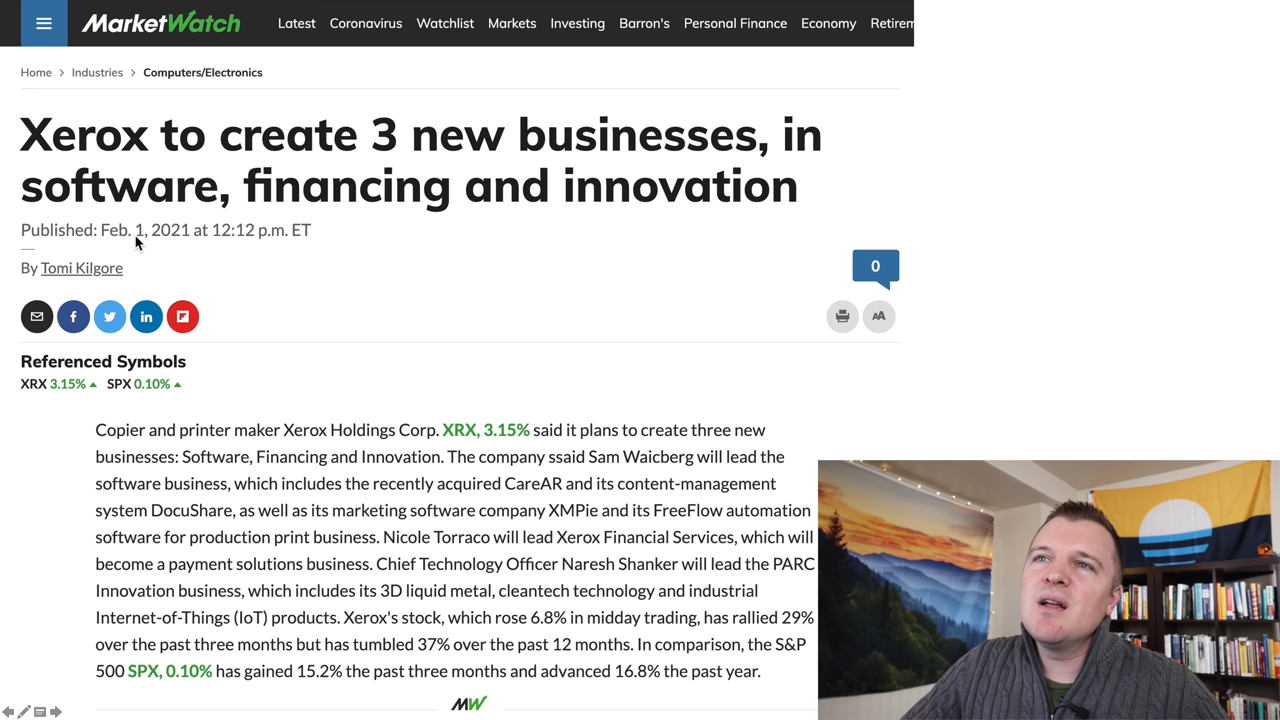 MarketWatch Latest Coronavirus Watchlist Markets Investing Barron's Personal Finance Economy Retirem
Home > Industries > Computers/Electronics
Xerox to create 3 new businesses, in
software, financing and innovation
Published: Feb. 1, 2021 at 12:12 p.m. ET
By Tomi Kilgore
0
AA
Referenced Symbols
XRX 3.15% SPX 0.10%
Copier and printer maker Xerox Holdings Corp. XRX, 3.15% said it plans to create three new
businesses: Software, Financing and Innovation. The company ssaid Sam Waicberg will lead the
software business, which includes the recently acquired CareAR and its content-management
system DocuShare, as well as its marketing software company XMPie and its FreeFlow automation
software for production print business. Nicole Torraco will lead Xerox Financial Services, which will
become a payment solutions business. Chief Technology Officer Naresh Shanker will lead the PARC
Innovation business, which includes its 3D liquid metal, cleantech technology and industrial
Internet-of-Things (IoT) products. Xerox's stock, which rose 6.8% in midday trading, has rallied 29%
over the past three months but has tumbled 37% over the past 12 months. In comparison, the S&P
500 SPX, 0.10% has gained 15.2% the past three months and advanced 16.8% the past year.
MW